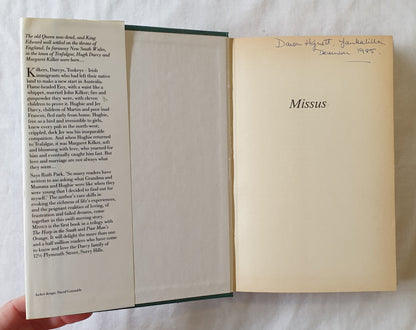 The old Queen was dead, and King
Edward well settled on the throne of
England. In faraway New South Wales,
in the town of Trafalgar, Hugh Darcy and
Margaret Kilker were born...
Kilkers, Darcys, Tookeys - Irish
immigrants who had left their native
land to make a new start in Australia.
Flame-headed Eny, with a waist like a
whippet, married John Kilker; fire and
gunpowder they were, with eleven
children to prove it. Hughie and Jer
Darcy, children of Martin and poor mad
Frances, fled early from home. Hughie,
free as a bird and irresistible to girls,
knew every pub in the north-west;
crippled, dark Jer was his inseparable
companion. And when Hughie returned
to Trafalgar, it was Margaret Kilker, soft
and blooming with love, who yearned for
him and eventually caught him fast. But
love and marriage are not always what
they seem...
Says Ruth Park, 'So many readers have
written to me asking what Grandma and
Mumma and Hughie were like when they
were young that I decided to find out for
myself.' The author's rare skills in
evoking the richness of life's experiences,
and the poignant realities of loving, of
frustration and failed dreams, come
together in this swift-moving story.
Missus is the first book in a trilogy with
The Harp in the South and Poor Man's
Orange. It will delight the more than one
and a half million readers who have come
to know and love the Darcy family of
12½ Plymouth Street, Surry Hills.
Jacket design: David Constable
1985.
Missus